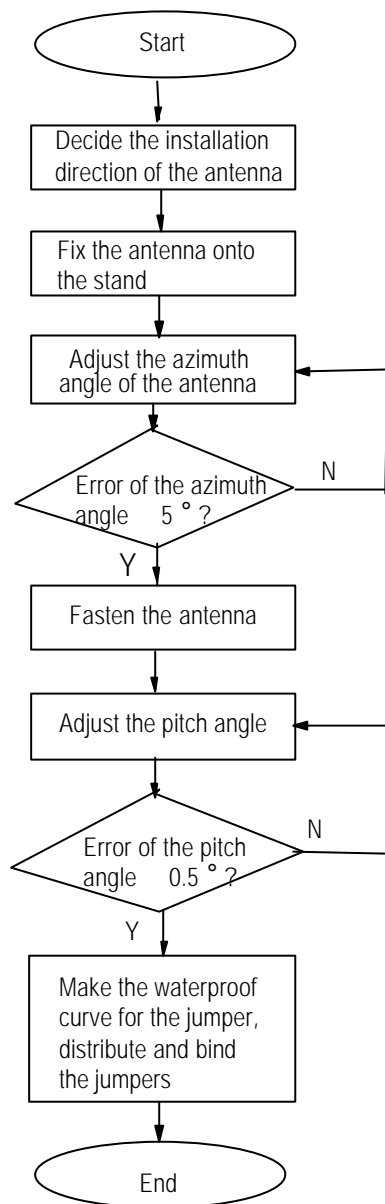 Start
Decide the installation
direction of the antenna
Fix the antenna onto
the stand
Adjust the azimuth
angle of the antenna
Error of the azimuth
angle 5 ° ?
N
Y
Fasten the antenna
Adjust the pitch angle
Error of the pitch
angle 0.5 ° ?
N
Y
Make the waterproof
curve for the jumper,
distribute and bind
the jumpers
End